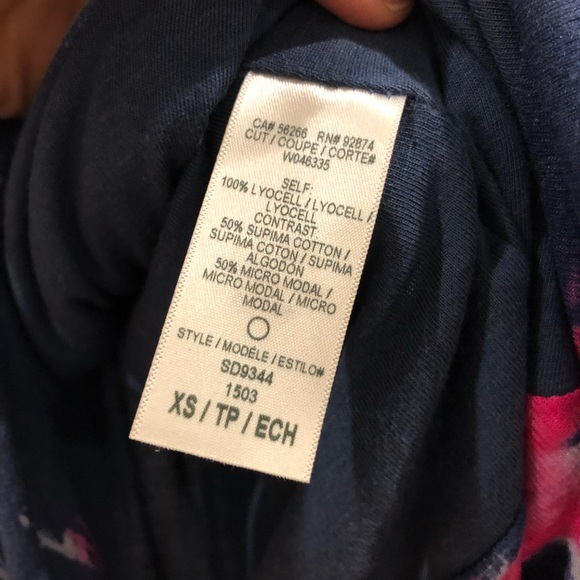 CA# 56266 RN# 92874
CUT / COUPE / CORTE#
W046335
SELF:
100% LYOCELL / LYOCELL /
LYOCELL
CONTRAST:
50% SUPIMA COTTON /
SUPIMA COTON / SUPIMA
ALGODÓN
50% MICRO MODAL /
MICRO MODAL / MICRO
MODAL
STYLE / MODÈLE / ESTILO#
SD9344
1503
XS / TP / ECH